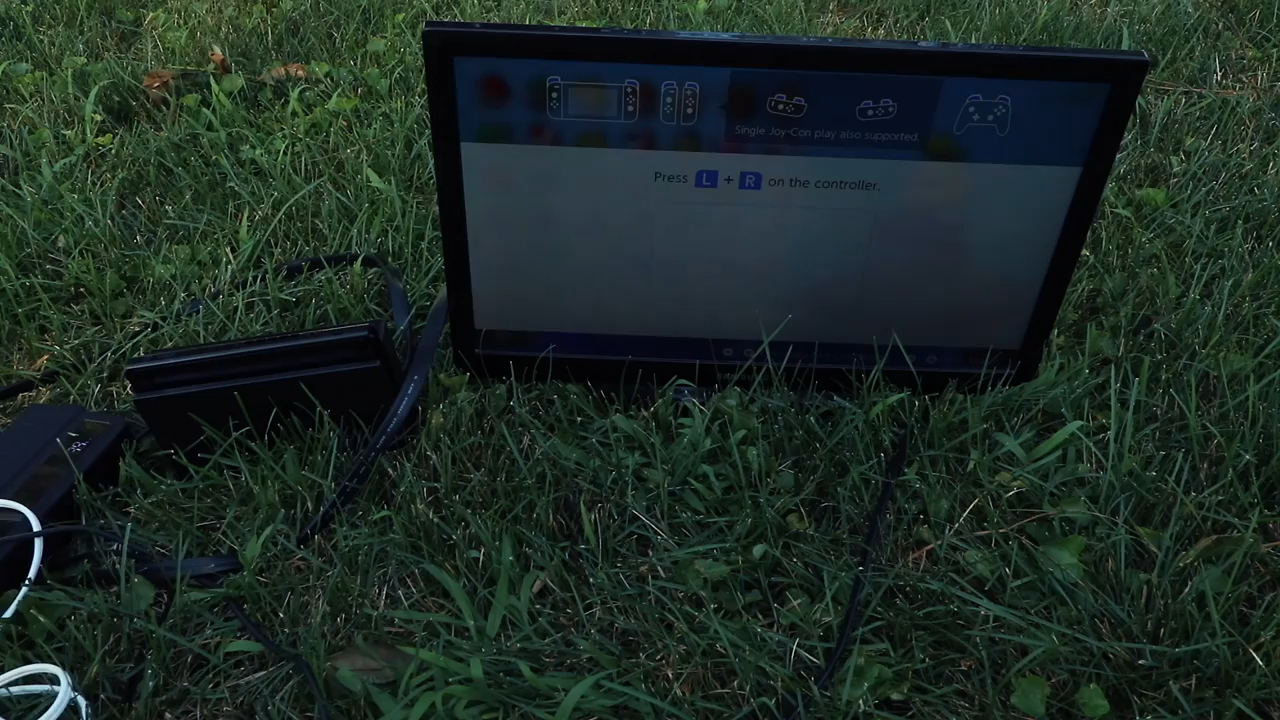 Single Joy-Con play also supported.
Press L + R on the controller.